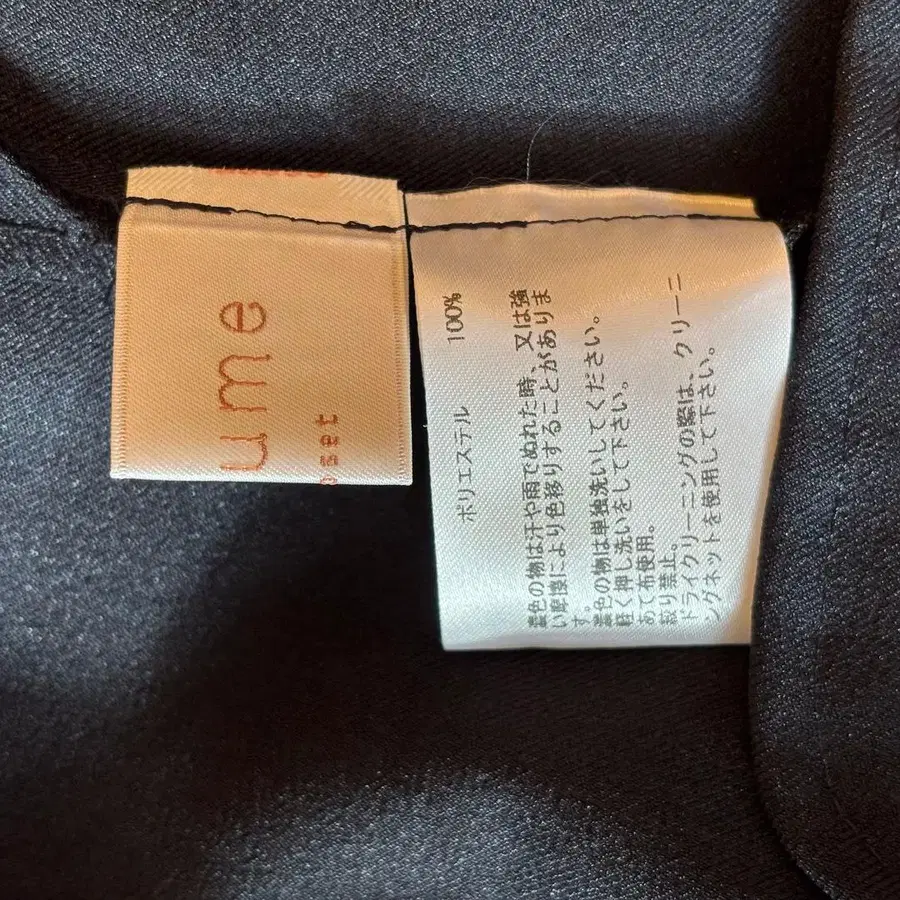 ume
oset
ポリエステル 100%
濃色の物は汗や雨でぬれた時、又は強
い摩擦により色移りすることがありま
す。
濃色の物は単独洗いしてください。
軽く押し洗いをして下さい。
あて布使用。
絞り禁止。
ドライクリーニングの際は、クリーニ
ングネットを使用して下さい。